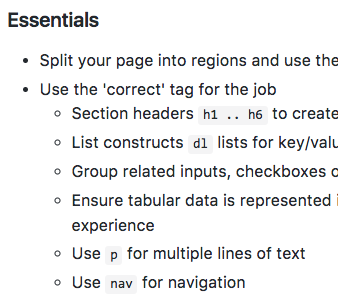 Essentials
Split your page into regions and use the
Use the 'correct' tag for the job
Section headers h1 .. h6 to create
List constructs dl lists for key/valu
Group related inputs, checkboxes o
Ensure tabular data is represented i
experience
Use p for multiple lines of text
Use nav for navigation